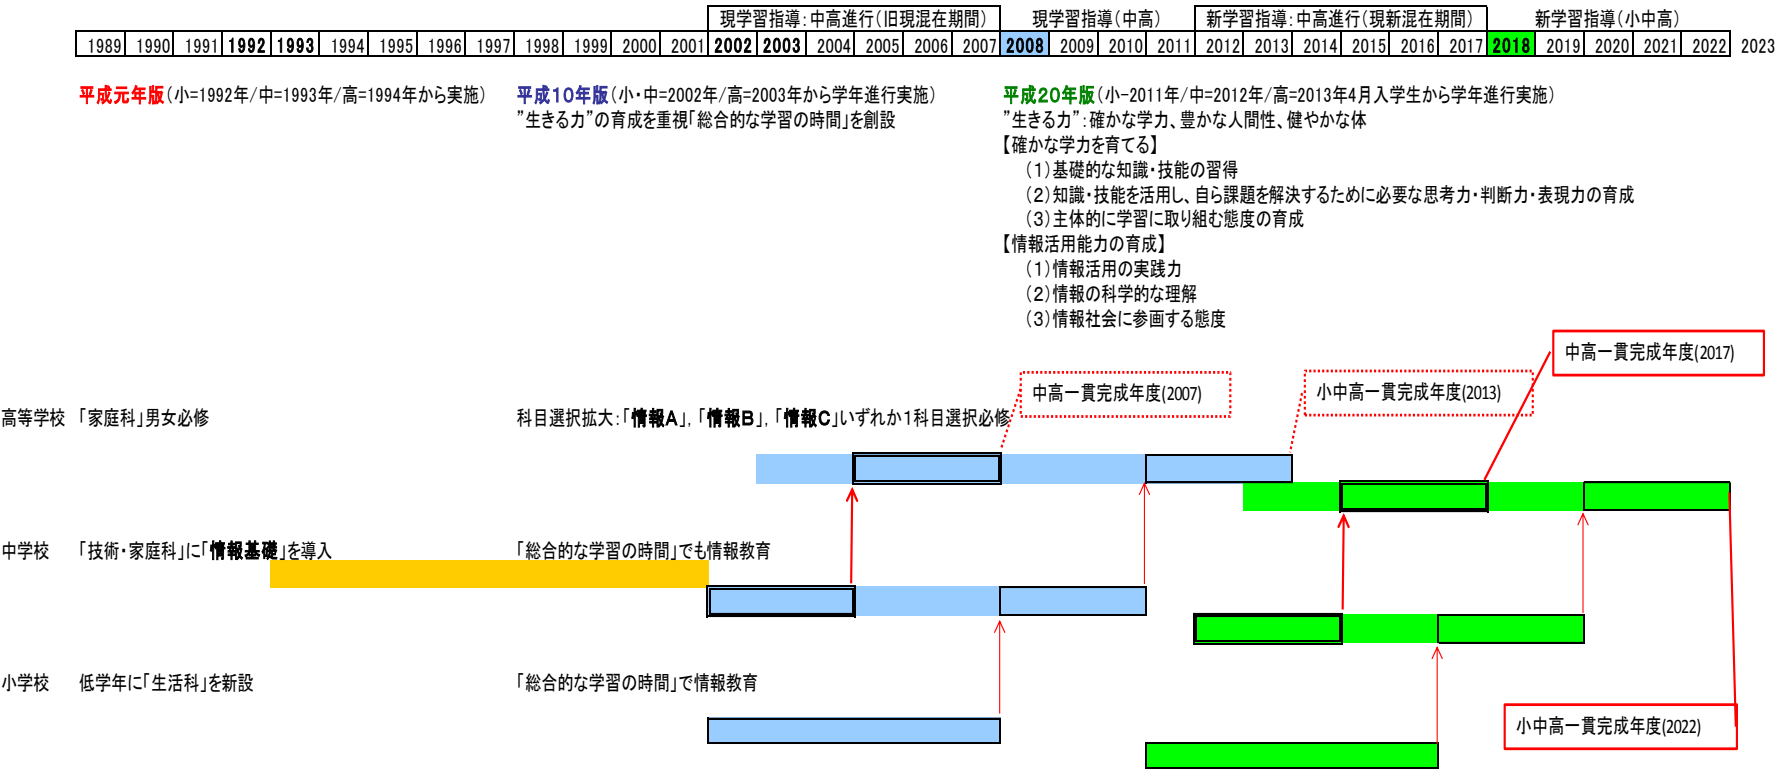 現学習指導:中高進行(旧現混在期間) 現学習指導(中高) 新学習指導:中高進行(現新混在期間) 新学習指導(小中高)
1989 1990 1991 1992 1993 1994 1995 1996 1997 1998 1999 2000 2001 2002 2003 2004 2005 2006 2007 2008 2009 2010 2011 2012 2013 2014 2015 2016 2017 2018 2019 2020 2021 2022 2023
平成元年版(小=1992年/中=1993年/高=1994年から実施) 平成10年版(小・中=2002年/高=2003年から学年進行実施) 平成20年版(小-2011年/中=2012年/高=2013年4月入学生から学年進行実施)
”生きる力”の育成を重視「総合的な学習の時間」を創設 ”生きる力”:確かな学力、豊かな人間性、健やかな体
【確かな学力を育てる】
(1)基礎的な知識・技能の習得
(2)知識・技能を活用し、自ら課題を解決するために必要な思考力・判断力・表現力の育成
(3)主体的に学習に取り組む態度の育成
【情報活用能力の育成】
(1)情報活用の実践力
(2)情報の科学的な理解
(3)情報社会に参画する態度
中高一貫完成年度(2017)
中高一貫完成年度(2007) 小中高一貫完成年度(2013)
高等学校 「家庭科」男女必修 科目選択拡大:「情報A」,「情報B」,「情報C」いずれか1科目選択必修
中学校 「技術・家庭科」に「情報基礎」を導入 「総合的な学習の時間」でも情報教育
小学校 低学年に「生活科」を新設 「総合的な学習の時間」で情報教育
小中高一貫完成年度(2022)